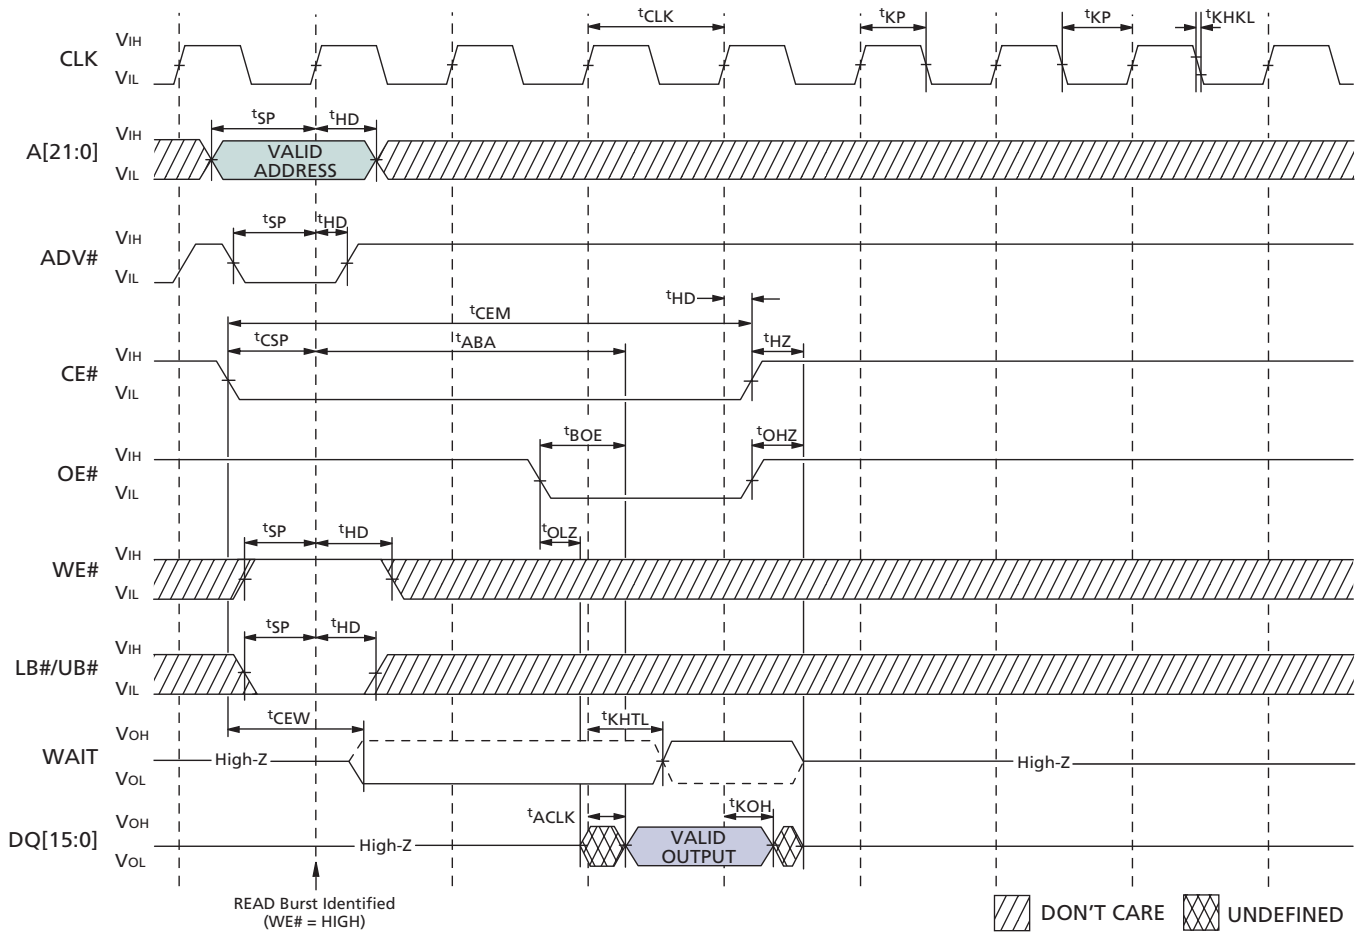 tCLK
tKP
tKP
tKHKL
CLK
VIH
VIL
tSP
tHD
A[21:0]
VIH
VIL
VALID
ADDRESS
tSP
tHD
ADV#
VIH
VIL
tHD
tCEM
tCSP
tABA
tHZ
CE#
VIH
VIL
tBOE
tOHZ
OE#
VIH
VIL
tSP
tHD
tOLZ
WE#
VIH
VIL
tSP
tHD
LB#/UB#
VIH
VIL
tCEW
tKHTL
WAIT
VOH
VOL
High-Z
High-Z
tACLK
tKOH
DQ[15:0]
VOH
VOL
High-Z
VALID
OUTPUT
READ Burst Identified
(WE# = HIGH)
DON'T CARE
UNDEFINED